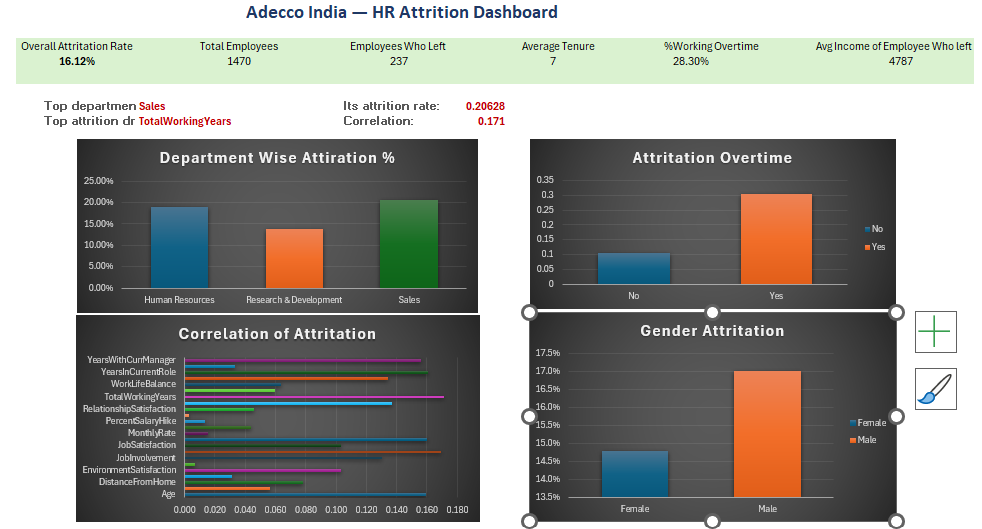 Adecco India — HR Attrition Dashboard
Overall Attritation Rate Total Employees Employees Who Left Average Tenure %Working Overtime Avg Income of Employee Who left
16.12% 1470 237 7 28.30% 4787
Top departmen Sales Its attrition rate: 0.20628
Top attrition dr TotalWorkingYears Correlation: 0.171
Department Wise Attiration %
25.00%
20.00%
15.00%
10.00%
5.00%
0.00%
Human Resources Research & Development Sales
Attritation Overtime
0.35
0.3
0.25
0.2
0.15
0.1
0.05
0
No Yes
No
Yes
Correlation of Attritation
YearsWithCurrManager
YearsInCurrentRole
WorkLifeBalance
TotalWorkingYears
RelationshipSatisfaction
PercentSalaryHike
MonthlyRate
JobSatisfaction
JobInvolvement
EnvironmentSatisfaction
DistanceFromHome
Age
0.000 0.020 0.040 0.060 0.080 0.100 0.120 0.140 0.160 0.180
Gender Attritation
17.5%
17.0%
16.5%
16.0%
15.5%
15.0%
14.5%
14.0%
13.5%
Female Male
Female
Male